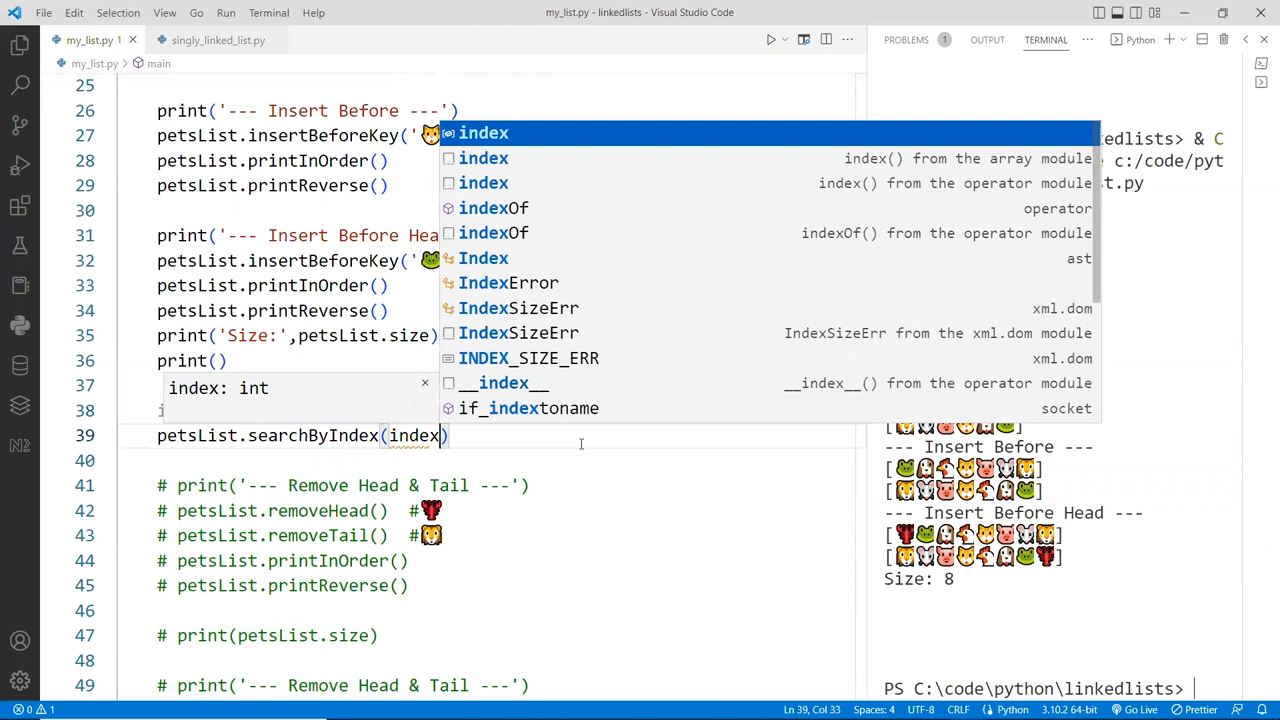 File Edit Selection View Go Run Terminal Help
my_list.py - linkedlists - Visual Studio Code
my_list.py 1
singly_linked_list.py
my_list.py > main
25
26 print('--- Insert Before ---')
27 petsList.insertBeforeKey('🐱
28 petsList.printInOrder()
29 petsList.printReverse()
30
31 print('--- Insert Before Hea
32 petsList.insertBeforeKey('🐸
33 petsList.printInOrder()
34 petsList.printReverse()
35 print('Size:',petsList.size)
36 print()
37
38 i
39 petsList.searchByIndex(index)
40
41 # print('--- Remove Head & Tail ---')
42 # petsList.removeHead() #🦞
43 # petsList.removeTail() #🐯
44 # petsList.printInOrder()
45 # petsList.printReverse()
46
47 # print(petsList.size)
48
49 # print('--- Remove Head & Tail ---')
index: int
index
index index() from the array module
index index() from the operator module
indexOf operator
indexOf indexOf() from the operator module
Index ast
IndexError
IndexSizeErr xml.dom
IndexSizeErr IndexSizeErr from the xml.dom module
INDEX_SIZE_ERR xml.dom
__index__ __index__() from the operator module
if_indextoname socket
PROBLEMS 1 OUTPUT TERMINAL Python
kedlists> & C
e c:/code/pyt
st.py
--- Insert Before ---
[🐸🐶🐔🐱🐷🐭🐯]
[🐯🐭🐷🐱🐔🐶🐸]
--- Insert Before Head ---
[🦞🐸🐶🐔🐱🐷🐭🐯]
[🐯🐭🐷🐱🐔🐶🐸🦞]
Size: 8
PS C:\code\python\linkedlists>
0 1 Ln 39, Col 33 Spaces: 4 UTF-8 CRLF Python 3.10.2 64-bit Go Live Prettier